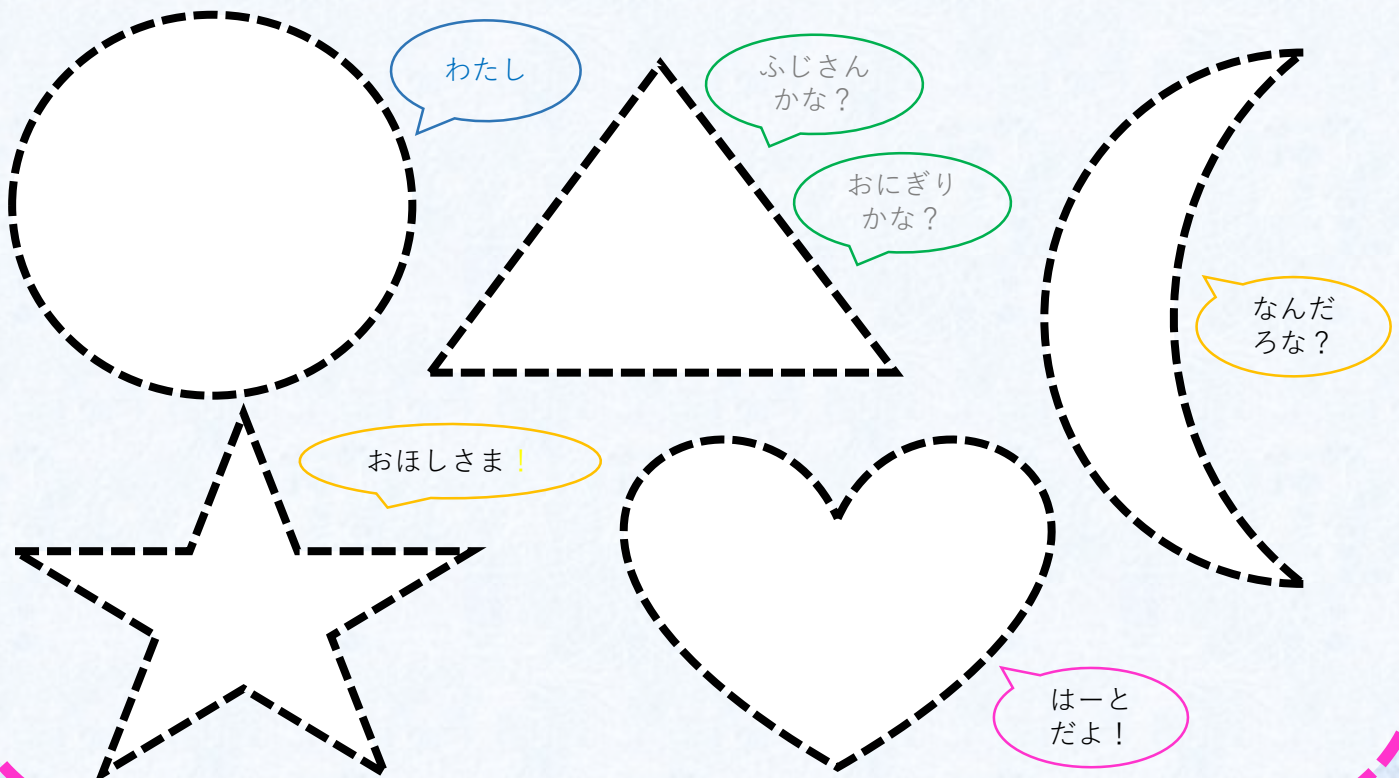 わたし
ふじさん
かな？
おにぎり
かな？
なんだ
ろな？
おほしさま！
はーと
だよ！